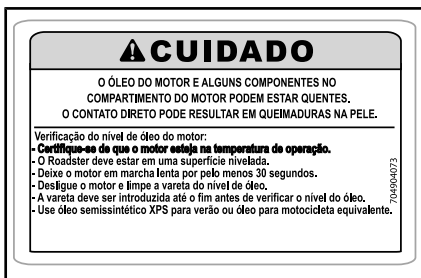 CUIDADO
O ÓLEO DO MOTOR E ALGUNS COMPONENTES NO
COMPARTIMENTO DO MOTOR PODEM ESTAR QUENTES.
O CONTATO DIRETO PODE RESULTAR EM QUEIMADURAS NA PELE.
Verificação do nível de óleo do motor:
- Certifique-se de que o motor esteja na temperatura de operação.
- O Roadster deve estar em uma superfície nivelada.
- Deixe o motor em marcha lenta por pelo menos 30 segundos.
- Desligue o motor e limpe a vareta do nível de óleo.
- A vareta deve ser introduzida até o fim antes de verificar o nível do óleo.
- Use óleo semissintético XPS para verão ou óleo para motocicleta equivalente.
704904073